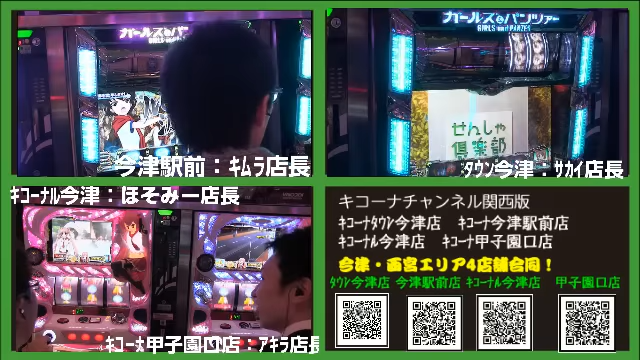 ガールズ&パンツァー
GIRLS und PANZER
今津駅前：ｷﾑﾗ店長
ガールズ&パンツァー
GIRLS und PANZER
せんしゃ
倶楽部
ﾀｳﾝ今津：ｻｶｲ店長
ｷｺｰﾅﾙ今津：ほそみー店長
ｷｺｰﾅ甲子園口店：ｱｷﾗ店長
キコーナチャンネル関西版
ｷｺｰﾅﾀｳﾝ今津店　ｷｺｰﾅ今津駅前店
ｷｺｰﾅﾙ今津店　ｷｺｰﾅ甲子園口店
今津・西宮エリア4店舗合同！
ﾀｳﾝ今津店 今津駅前店 ｷｺｰﾅﾙ今津店　甲子園口店